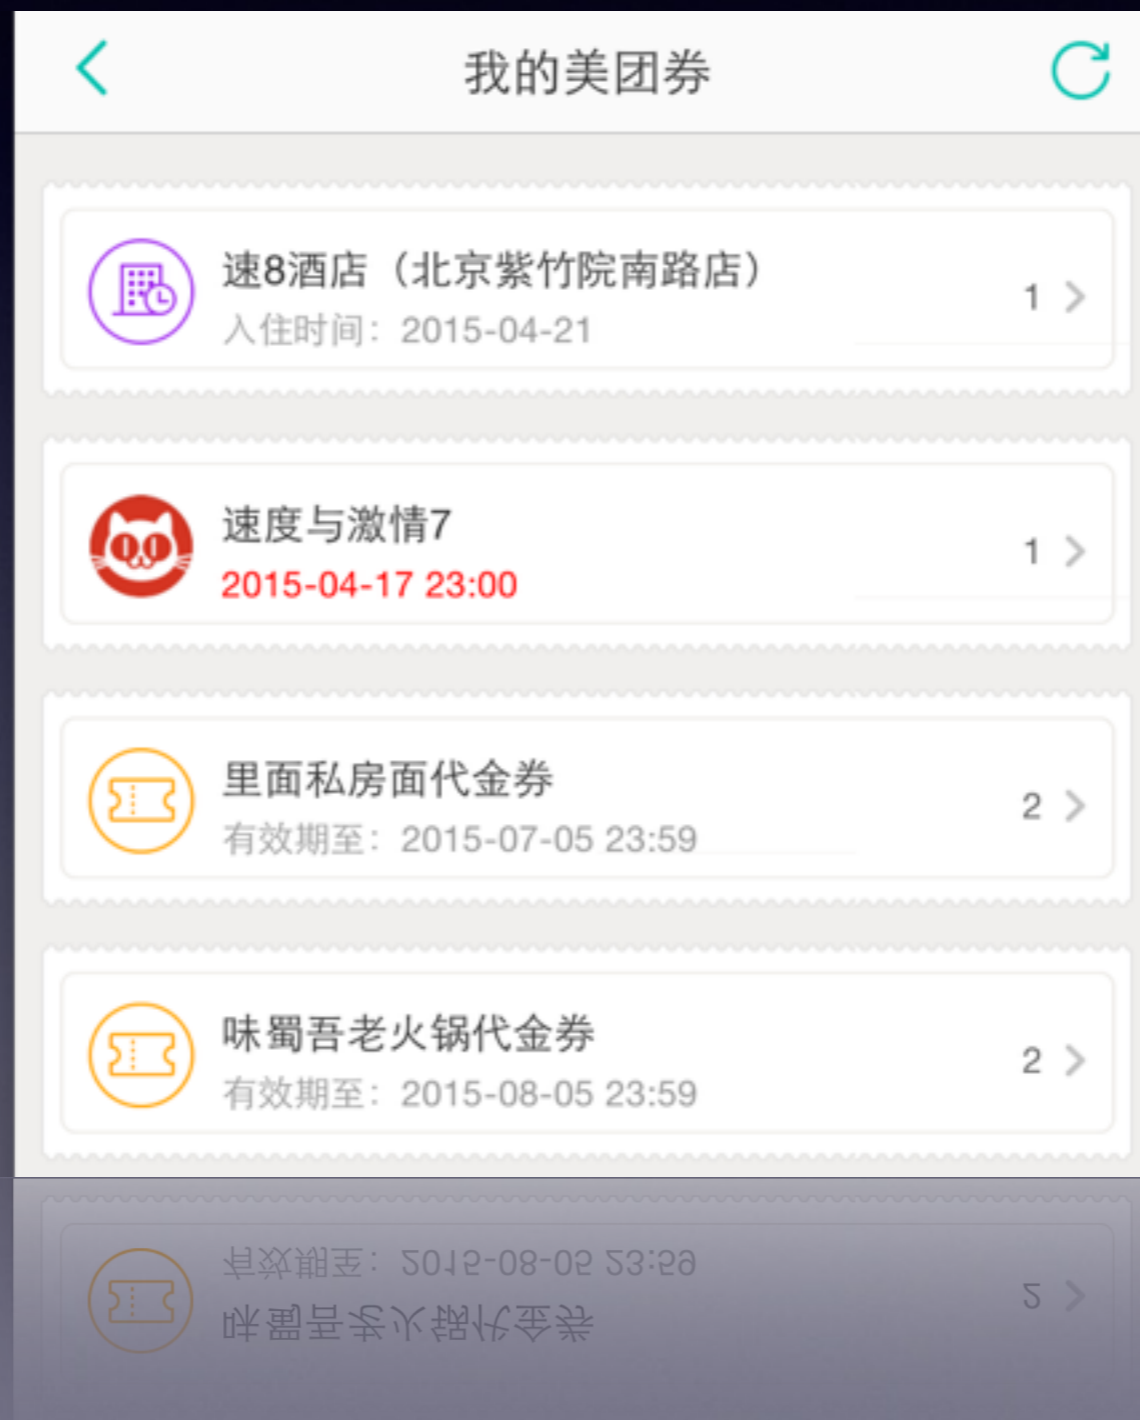 我的美团券
速8酒店（北京紫竹院南路店）
1
入住时间：2015-04-21
速度与激情7
1
2015-04-17 23:00
里面私房面代金券
2
有效期至：2015-07-05 23:59
味蜀吾老火锅代金券
2
有效期至：2015-08-05 23:59